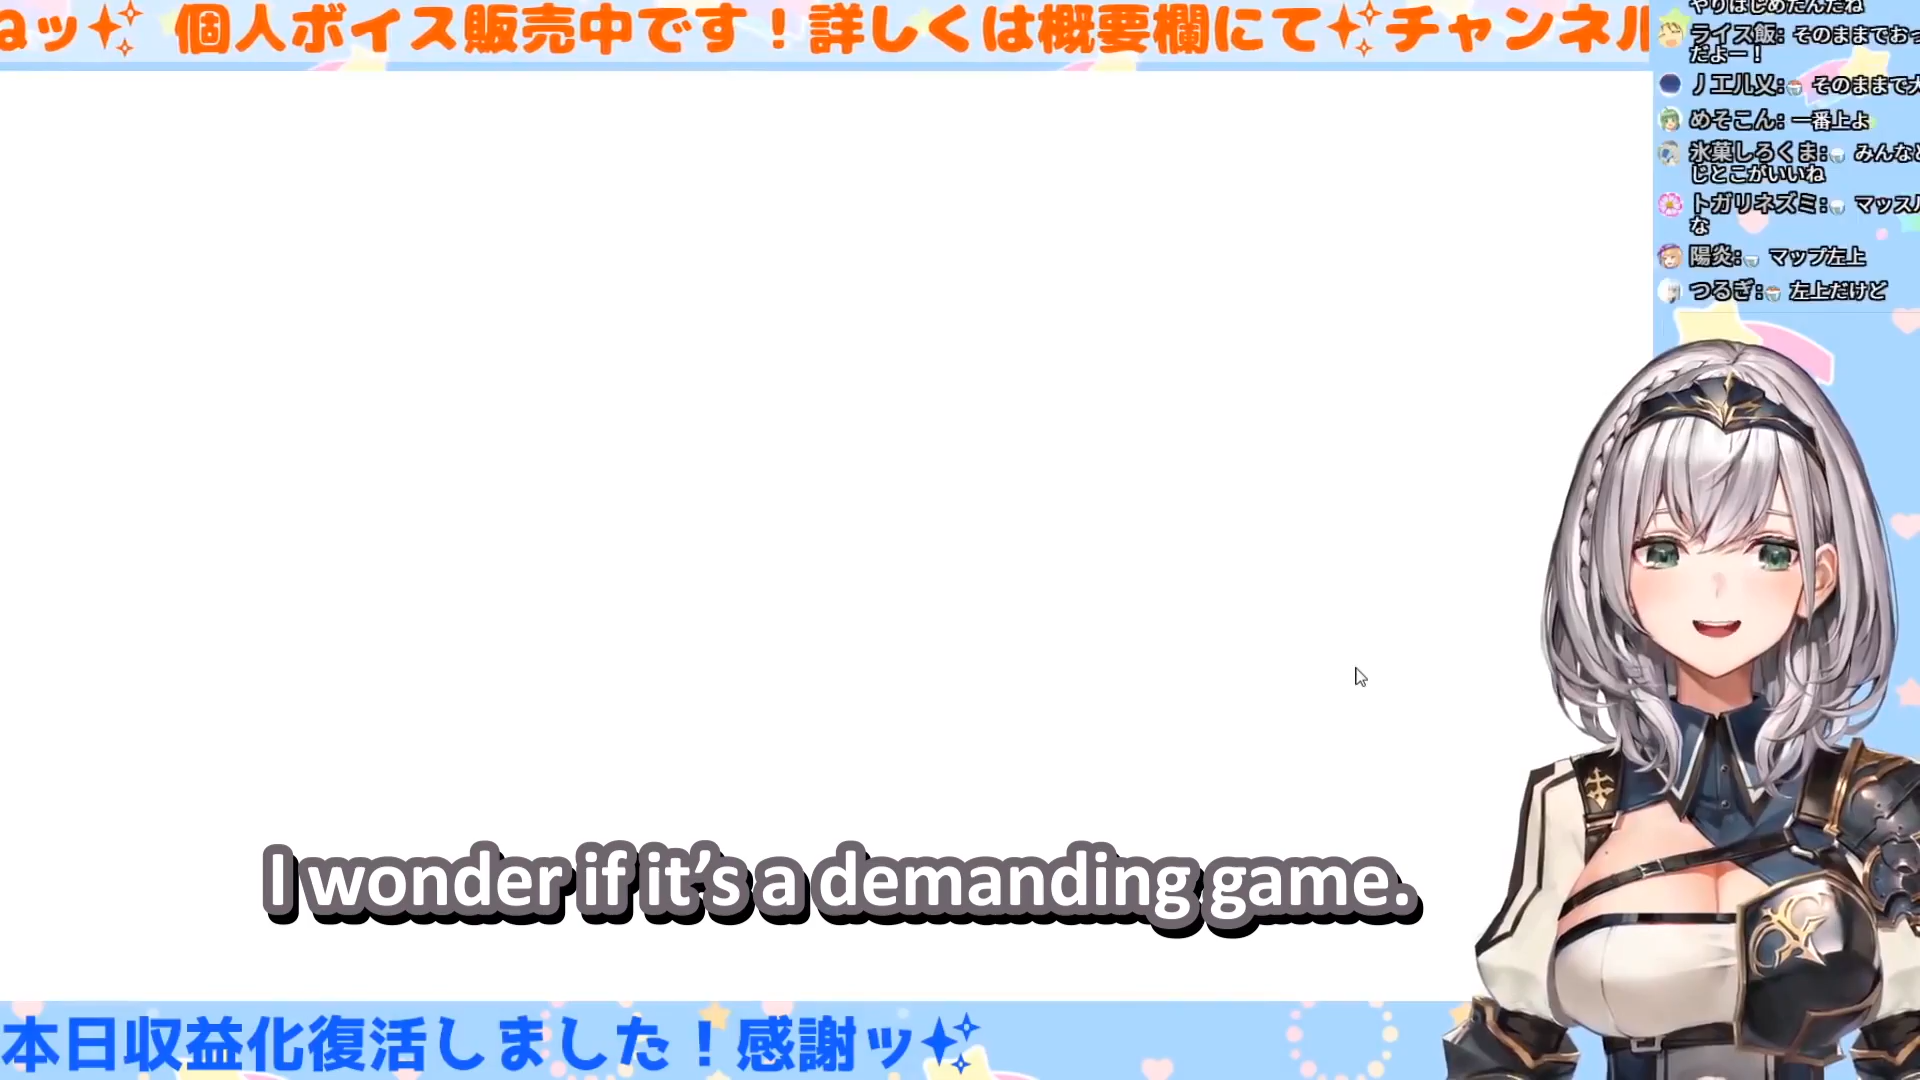 ねッ✨ 個人ボイス販売中です！詳しくは概要欄にて✨チャンネル
やりはじめたんだね
ライス飯: そのままでおっ
だよー！
ノエル乂: そのままで大
めそこん: 一番上よ
氷菓しろくま: みんなと
じとこがいいね
トガリネズミ: マッスル
な
陽炎: マップ左上
つるぎ: 左上だけど
I wonder if it's a demanding game.
本日収益化復活しました！感謝ッ✨